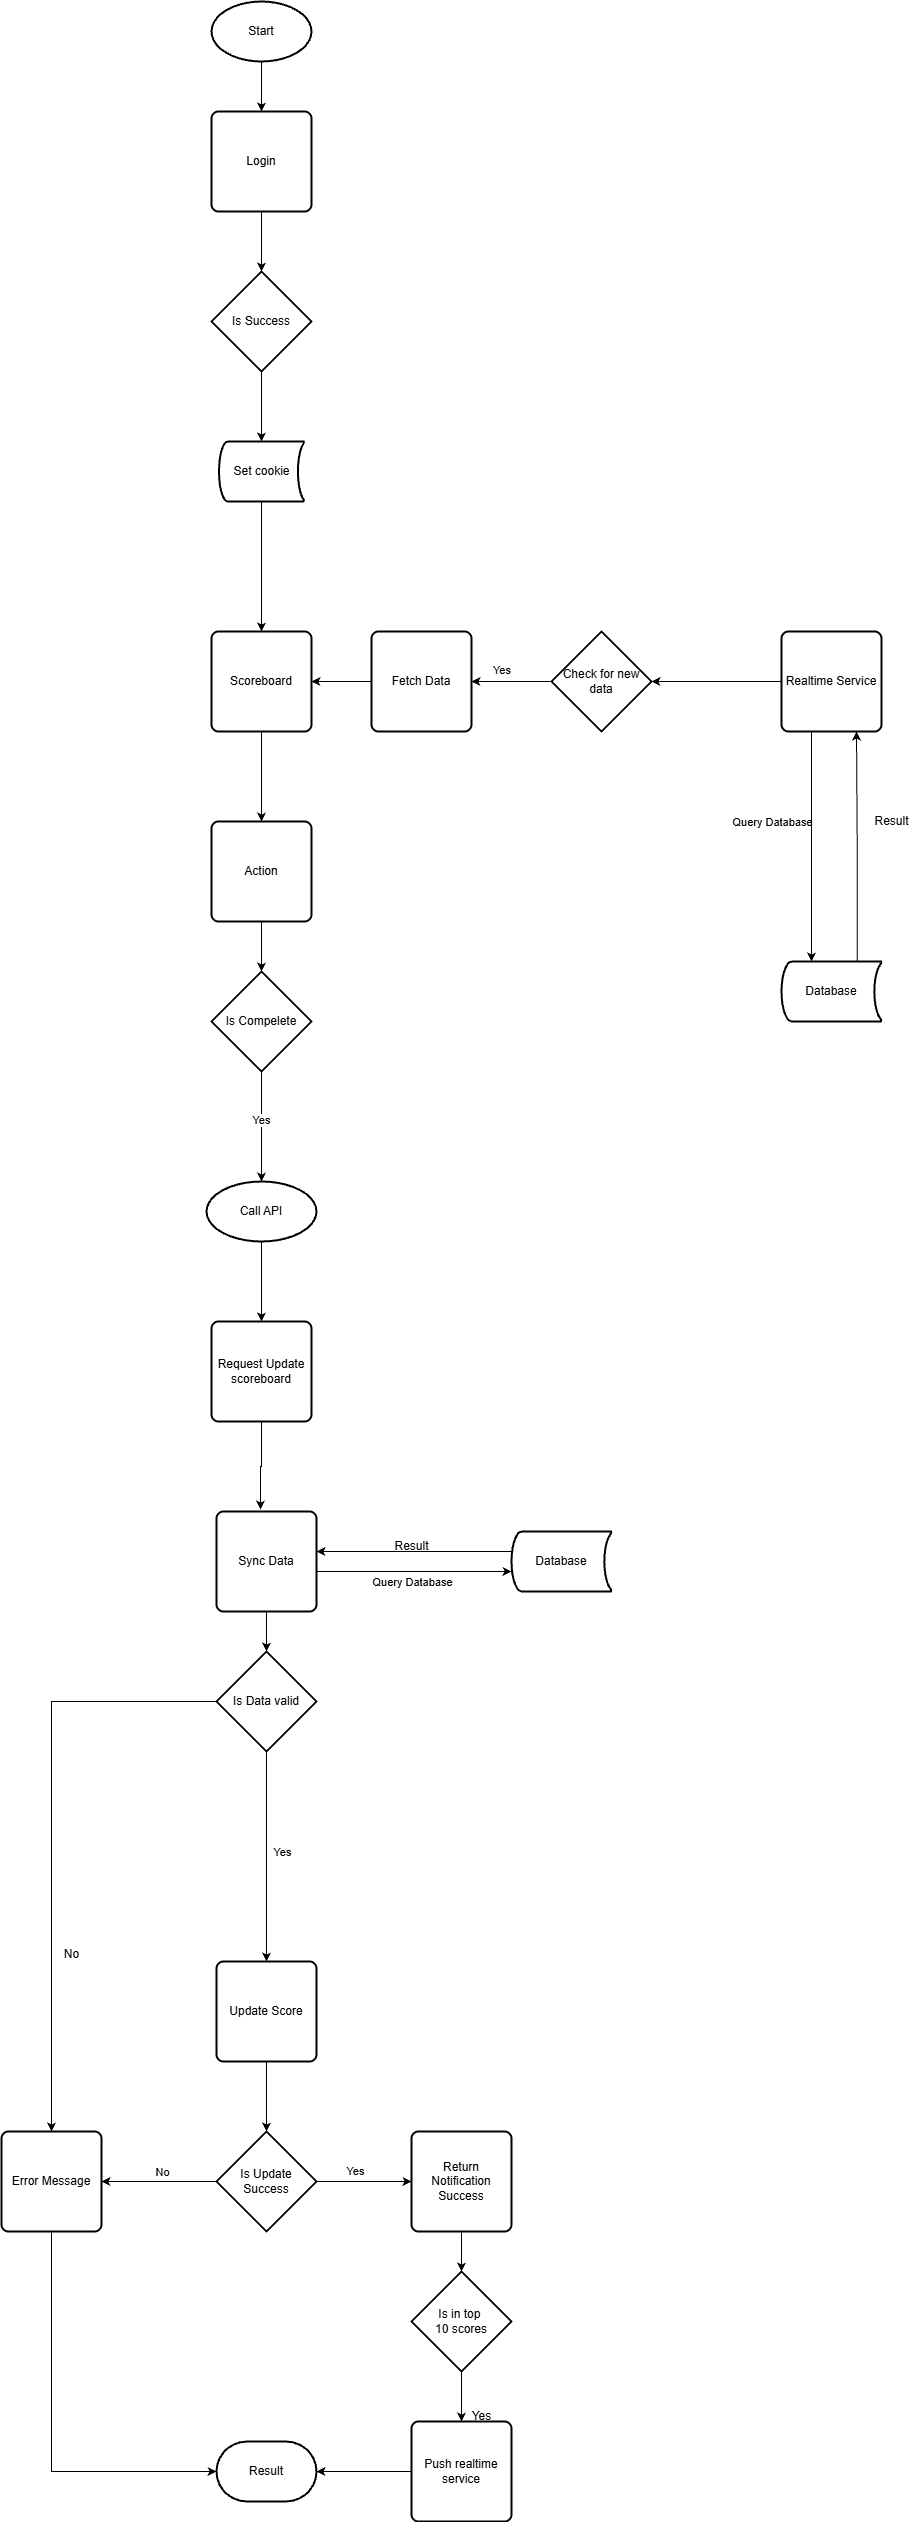 Start
Login
Is Success
Set cookie
Scoreboard
Fetch Data
Yes
Check for new
data
Realtime Service
Query Database
Result
Action
Database
Is Compelete
Yes
Call API
Request Update
scoreboard
Sync Data
Result
Query Database
Database
Is Data valid
Yes
No
Update Score
Error Message
No
Is Update
Success
Yes
Return
Notification
Success
Is in top
10 scores
Yes
Push realtime
service
Result